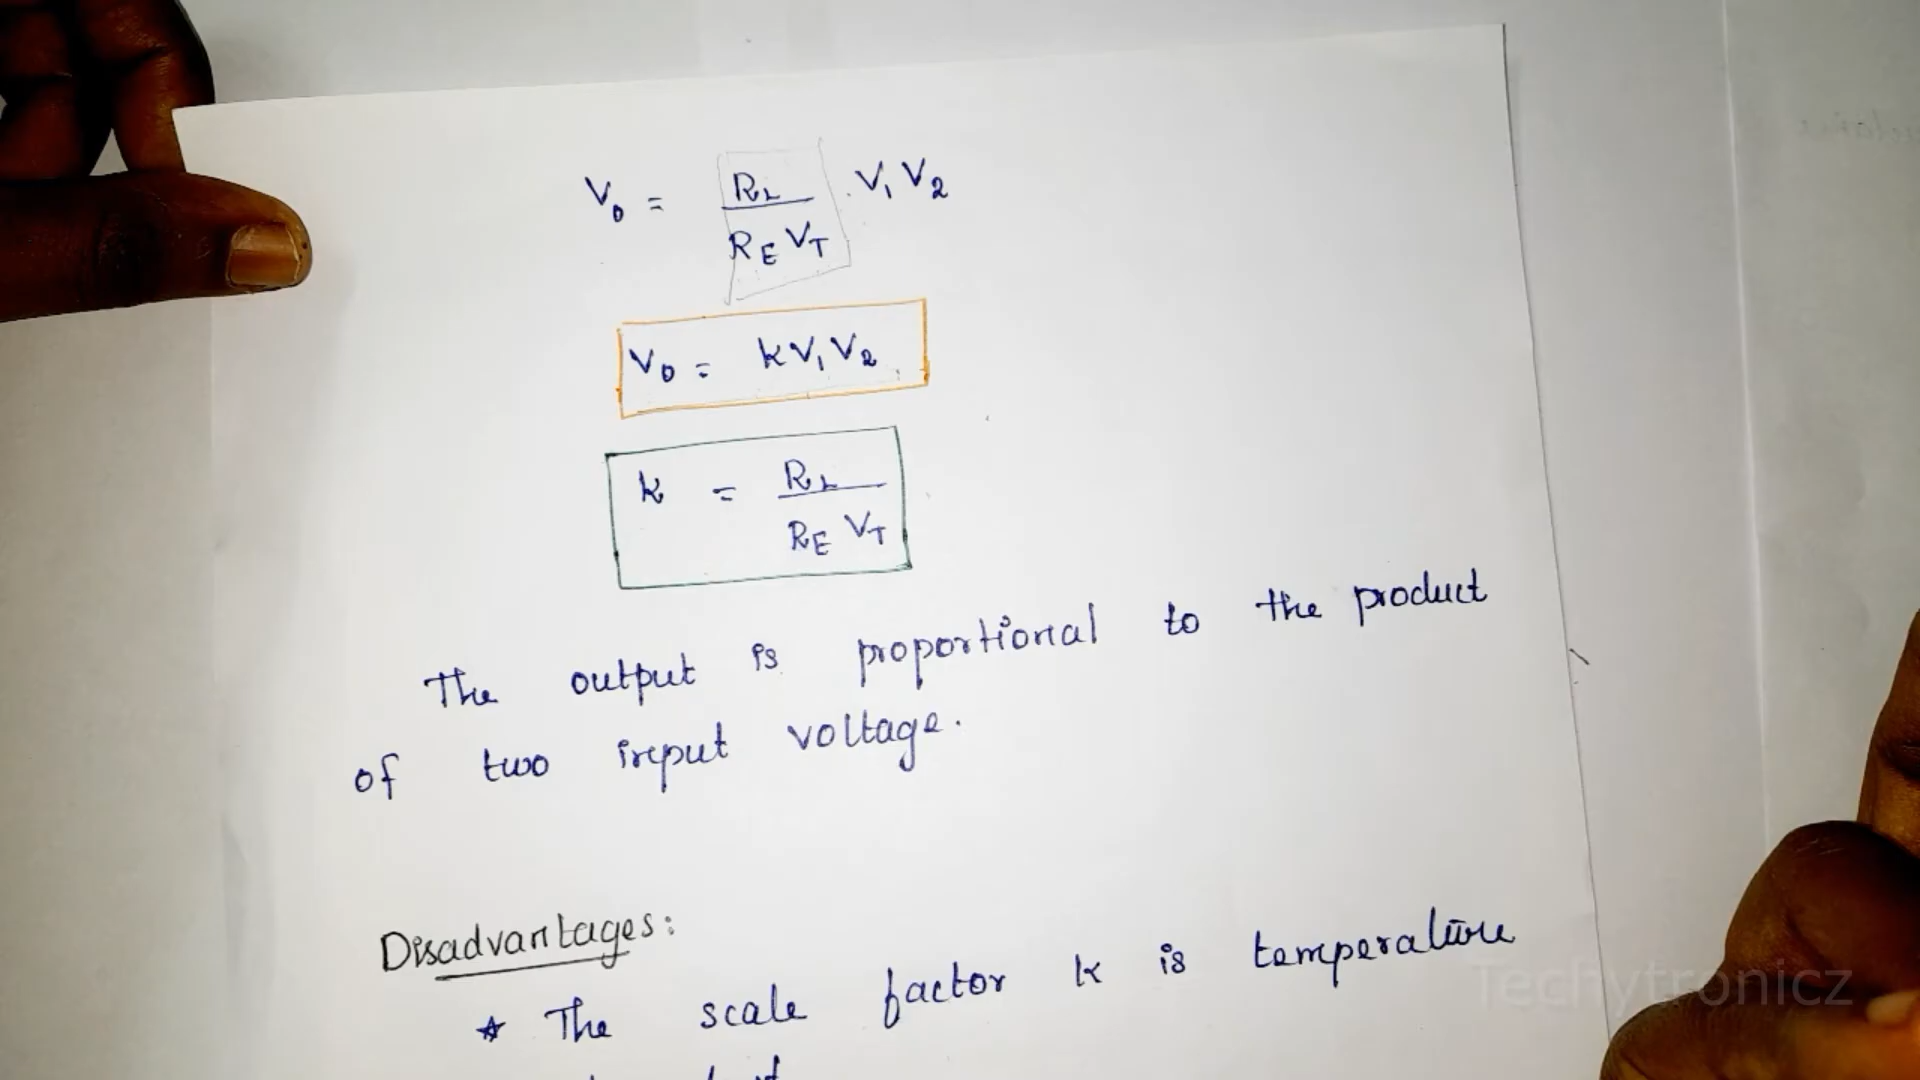 V0 = RL / RE VT . V1 V2
V0 = k V1 V2
k = RL / RE VT
The output is proportional to the product
of two input voltage.
Disadvantages:
* The scale factor k is temperature
Techytronicz